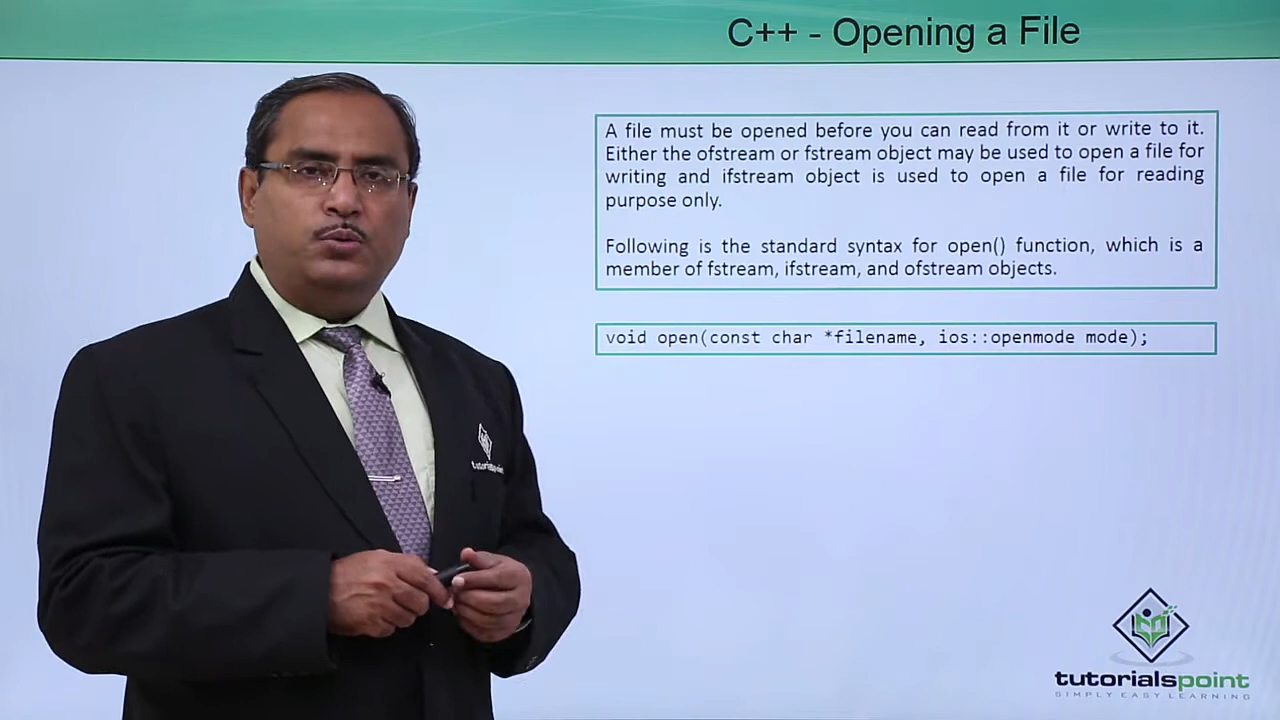 C++ - Opening a File
A file must be opened before you can read from it or write to it.
Either the ofstream or fstream object may be used to open a file for
writing and ifstream object is used to open a file for reading
purpose only.
Following is the standard syntax for open() function, which is a
member of fstream, ifstream, and ofstream objects.
void open(const char *filename, ios::openmode mode);
tutorialspoint
tutorialspoint
SIMPLY EASY LEARNING